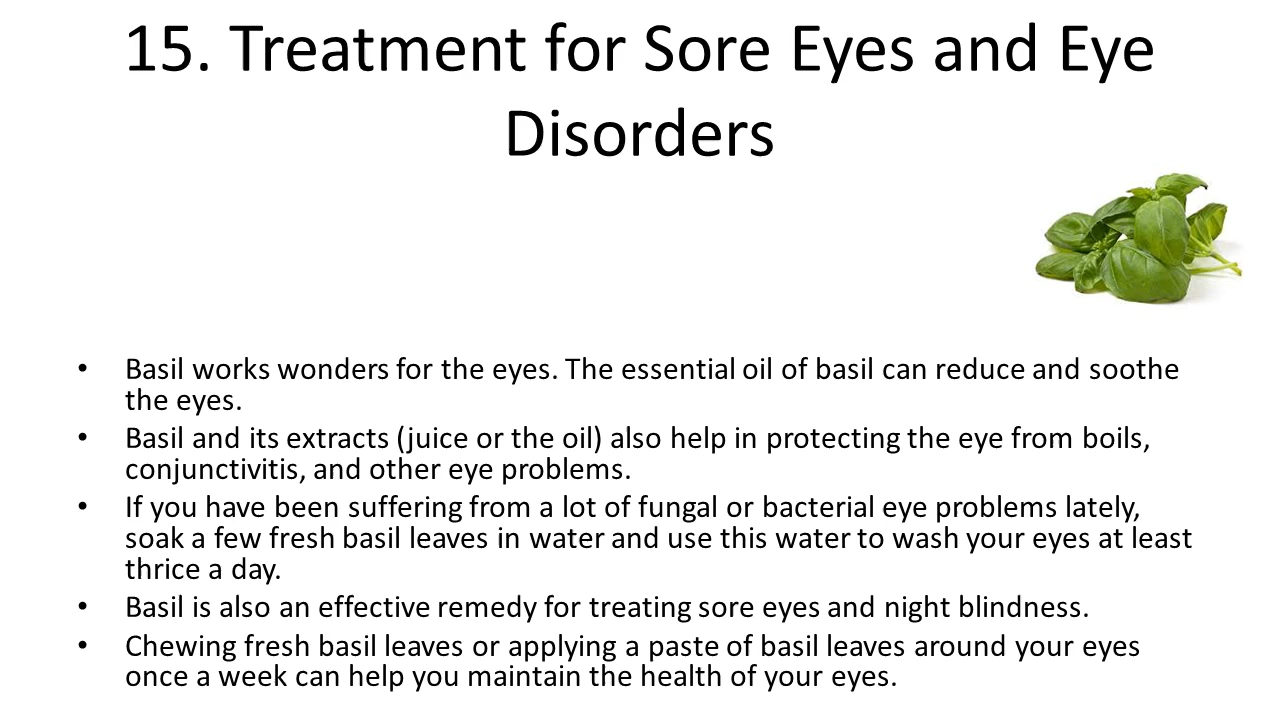 15. Treatment for Sore Eyes and Eye
Disorders
• Basil works wonders for the eyes. The essential oil of basil can reduce and soothe
the eyes.
• Basil and its extracts (juice or the oil) also help in protecting the eye from boils,
conjunctivitis, and other eye problems.
• If you have been suffering from a lot of fungal or bacterial eye problems lately,
soak a few fresh basil leaves in water and use this water to wash your eyes at least
thrice a day.
• Basil is also an effective remedy for treating sore eyes and night blindness.
• Chewing fresh basil leaves or applying a paste of basil leaves around your eyes
once a week can help you maintain the health of your eyes.